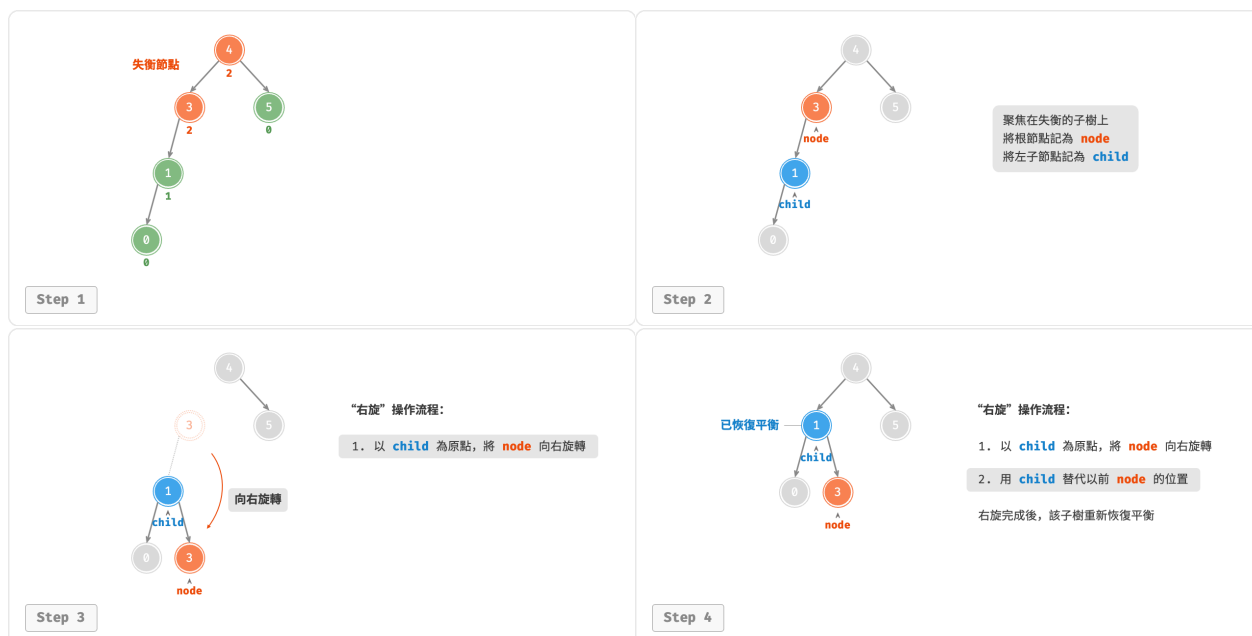 4
失衡節點
2
3
5
2
0
1
1
0
0
Step 1
4
3
5
node
聚焦在失衡的子樹上
將根節點記為 node
將左子節點記為 child
1
child
0
Step 2
4
3
5
“右旋”操作流程：
1. 以 child 為原點，將 node 向右旋轉
1
向右旋轉
child
0
3
node
Step 3
4
已恢復平衡
1
5
child
0
3
node
“右旋”操作流程：
1. 以 child 為原點，將 node 向右旋轉
2. 用 child 替代以前 node 的位置
右旋完成後，該子樹重新恢復平衡
Step 4